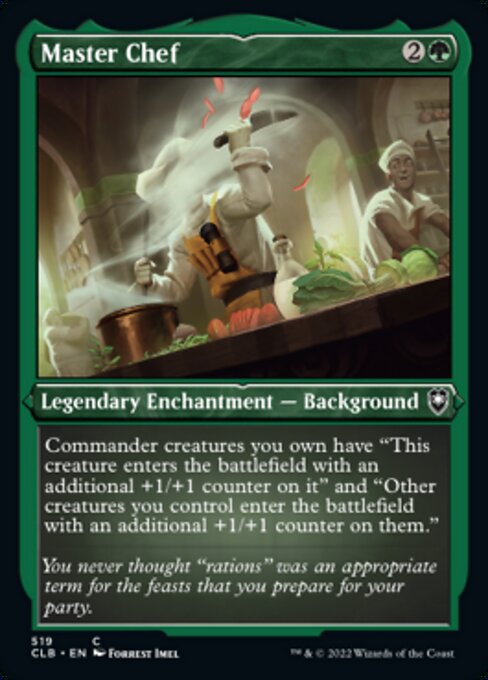 Master Chef 2
Legendary Enchantment — Background
Commander creatures you own have “This
creature enters the battlefield with an
additional +1/+1 counter on it” and “Other
creatures you control enter the battlefield
with an additional +1/+1 counter on them.”
You never thought “rations” was an appropriate
term for the feasts that you prepare for your
party.
519 C
CLB • EN Forrest Imel ™ & © 2022 Wizards of the Coast